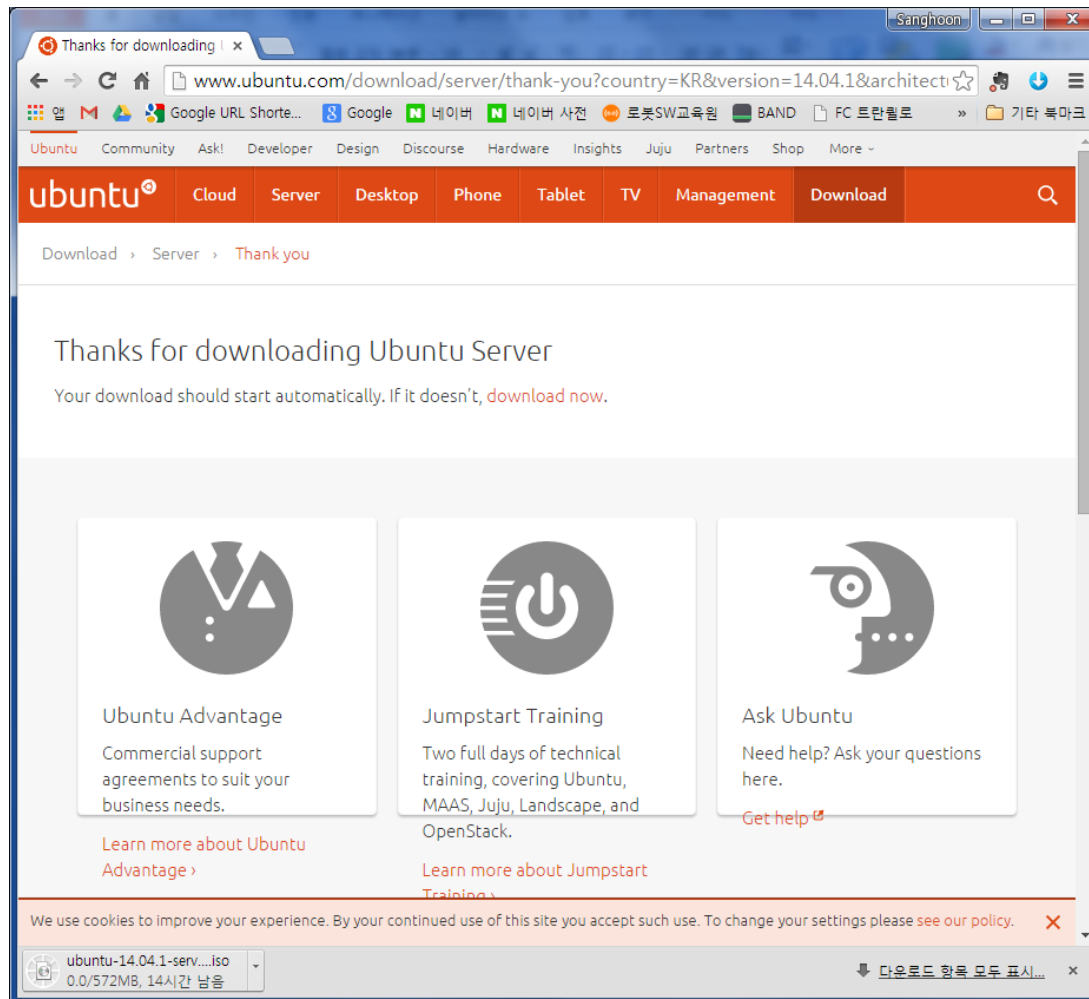 Sanghoon
Thanks for downloading U
www.ubuntu.com/download/server/thank-you?country=KR&version=14.04.1&architect
앱 Google URL Shorte... Google 네이버 네이버 사전 로봇SW교육원 BAND FC 트란퀼로 » 기타 북마크
Ubuntu Community Ask! Developer Design Discourse Hardware Insights Juju Partners Shop More
ubuntu Cloud Server Desktop Phone Tablet TV Management Download
Download › Server › Thank you
Thanks for downloading Ubuntu Server
Your download should start automatically. If it doesn't, download now.
Ubuntu Advantage
Commercial support
agreements to suit your
business needs.
Learn more about Ubuntu
Advantage ›
Jumpstart Training
Two full days of technical
training, covering Ubuntu,
MAAS, Juju, Landscape, and
OpenStack.
Learn more about Jumpstart
Training ›
Ask Ubuntu
Need help? Ask your questions
here.
Get help
We use cookies to improve your experience. By your continued use of this site you accept such use. To change your settings please see our policy.
ubuntu-14.04.1-serv....iso
0.0/572MB, 14시간 남음
다운로드 항목 모두 표시...